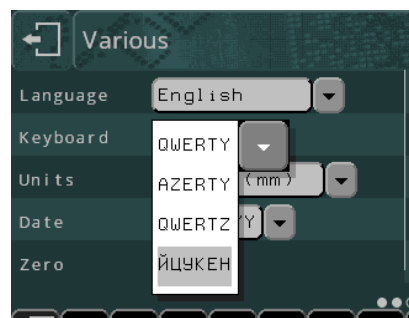 Various
Language English
Keyboard
QWERTY
Units AZERTY (mm)
Date QWERTZ Y
Zero ЙЦУКЕН